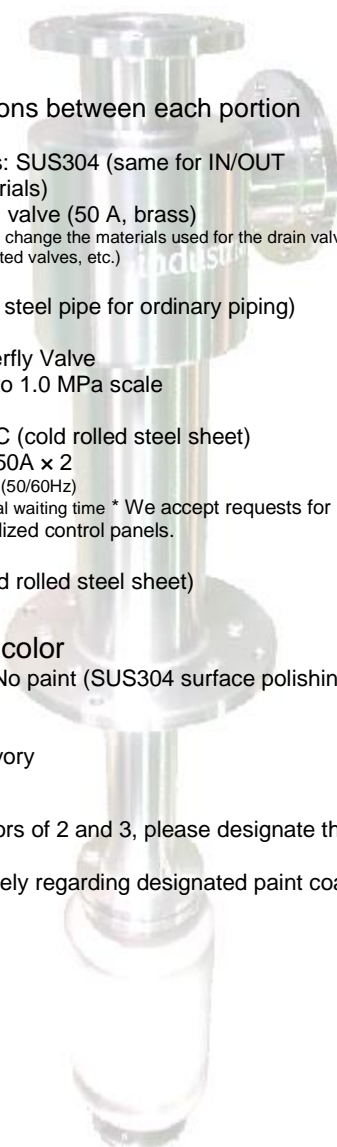 ons between each portion
s: SUS304 (same for IN/OUT
rials)
valve (50 A, brass)
change the materials used for the drain valv
ted valves, etc.)
industri
steel pipe for ordinary piping)
erfly Valve
o 1.0 MPa scale
C (cold rolled steel sheet)
50A × 2
(50/60Hz)
al waiting time * We accept requests for
lized control panels.
d rolled steel sheet)
color
No paint (SUS304 surface polishin
vory
ors of 2 and 3, please designate th
ely regarding designated paint coa